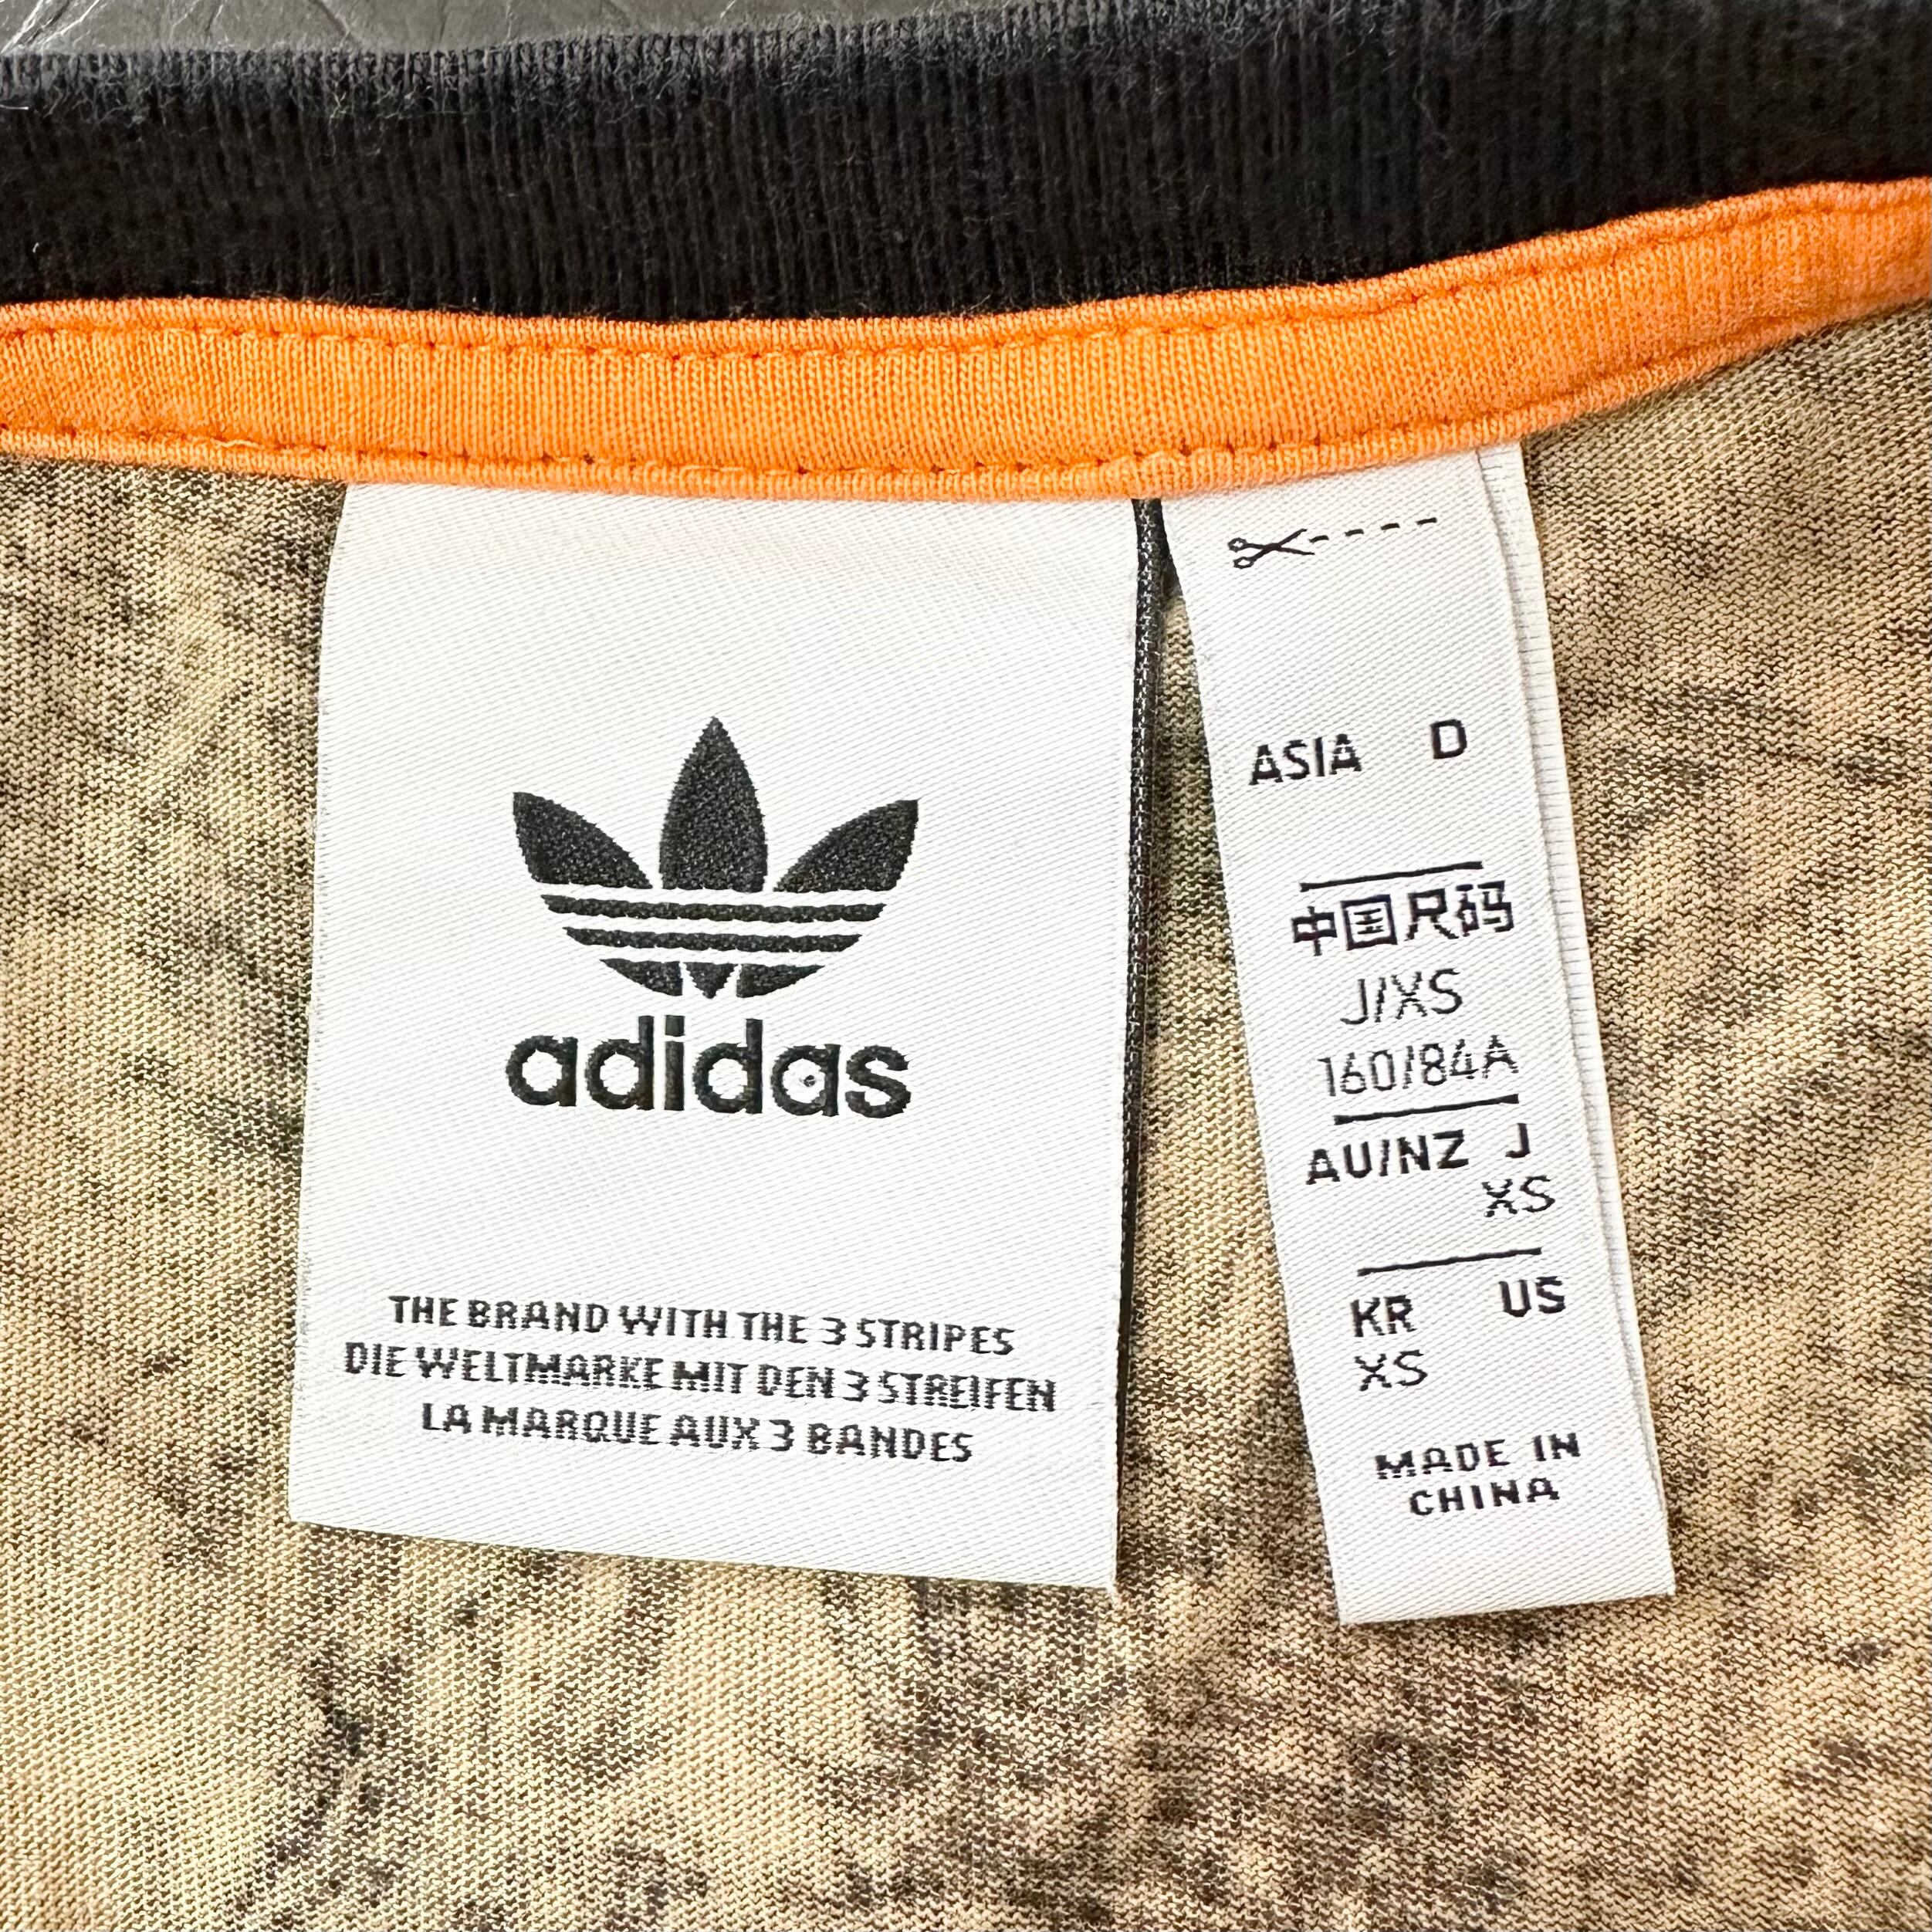 adidas
THE BRAND WITH THE 3 STRIPES
DIE WELTMARKE MIT DEN 3 STREIFEN
LA MARQUE AUX 3 BANDES
ASIA D
中国尺码
J/XS
160/84A
AU/NZ J
XS
KR US
XS
MADE IN
CHINA